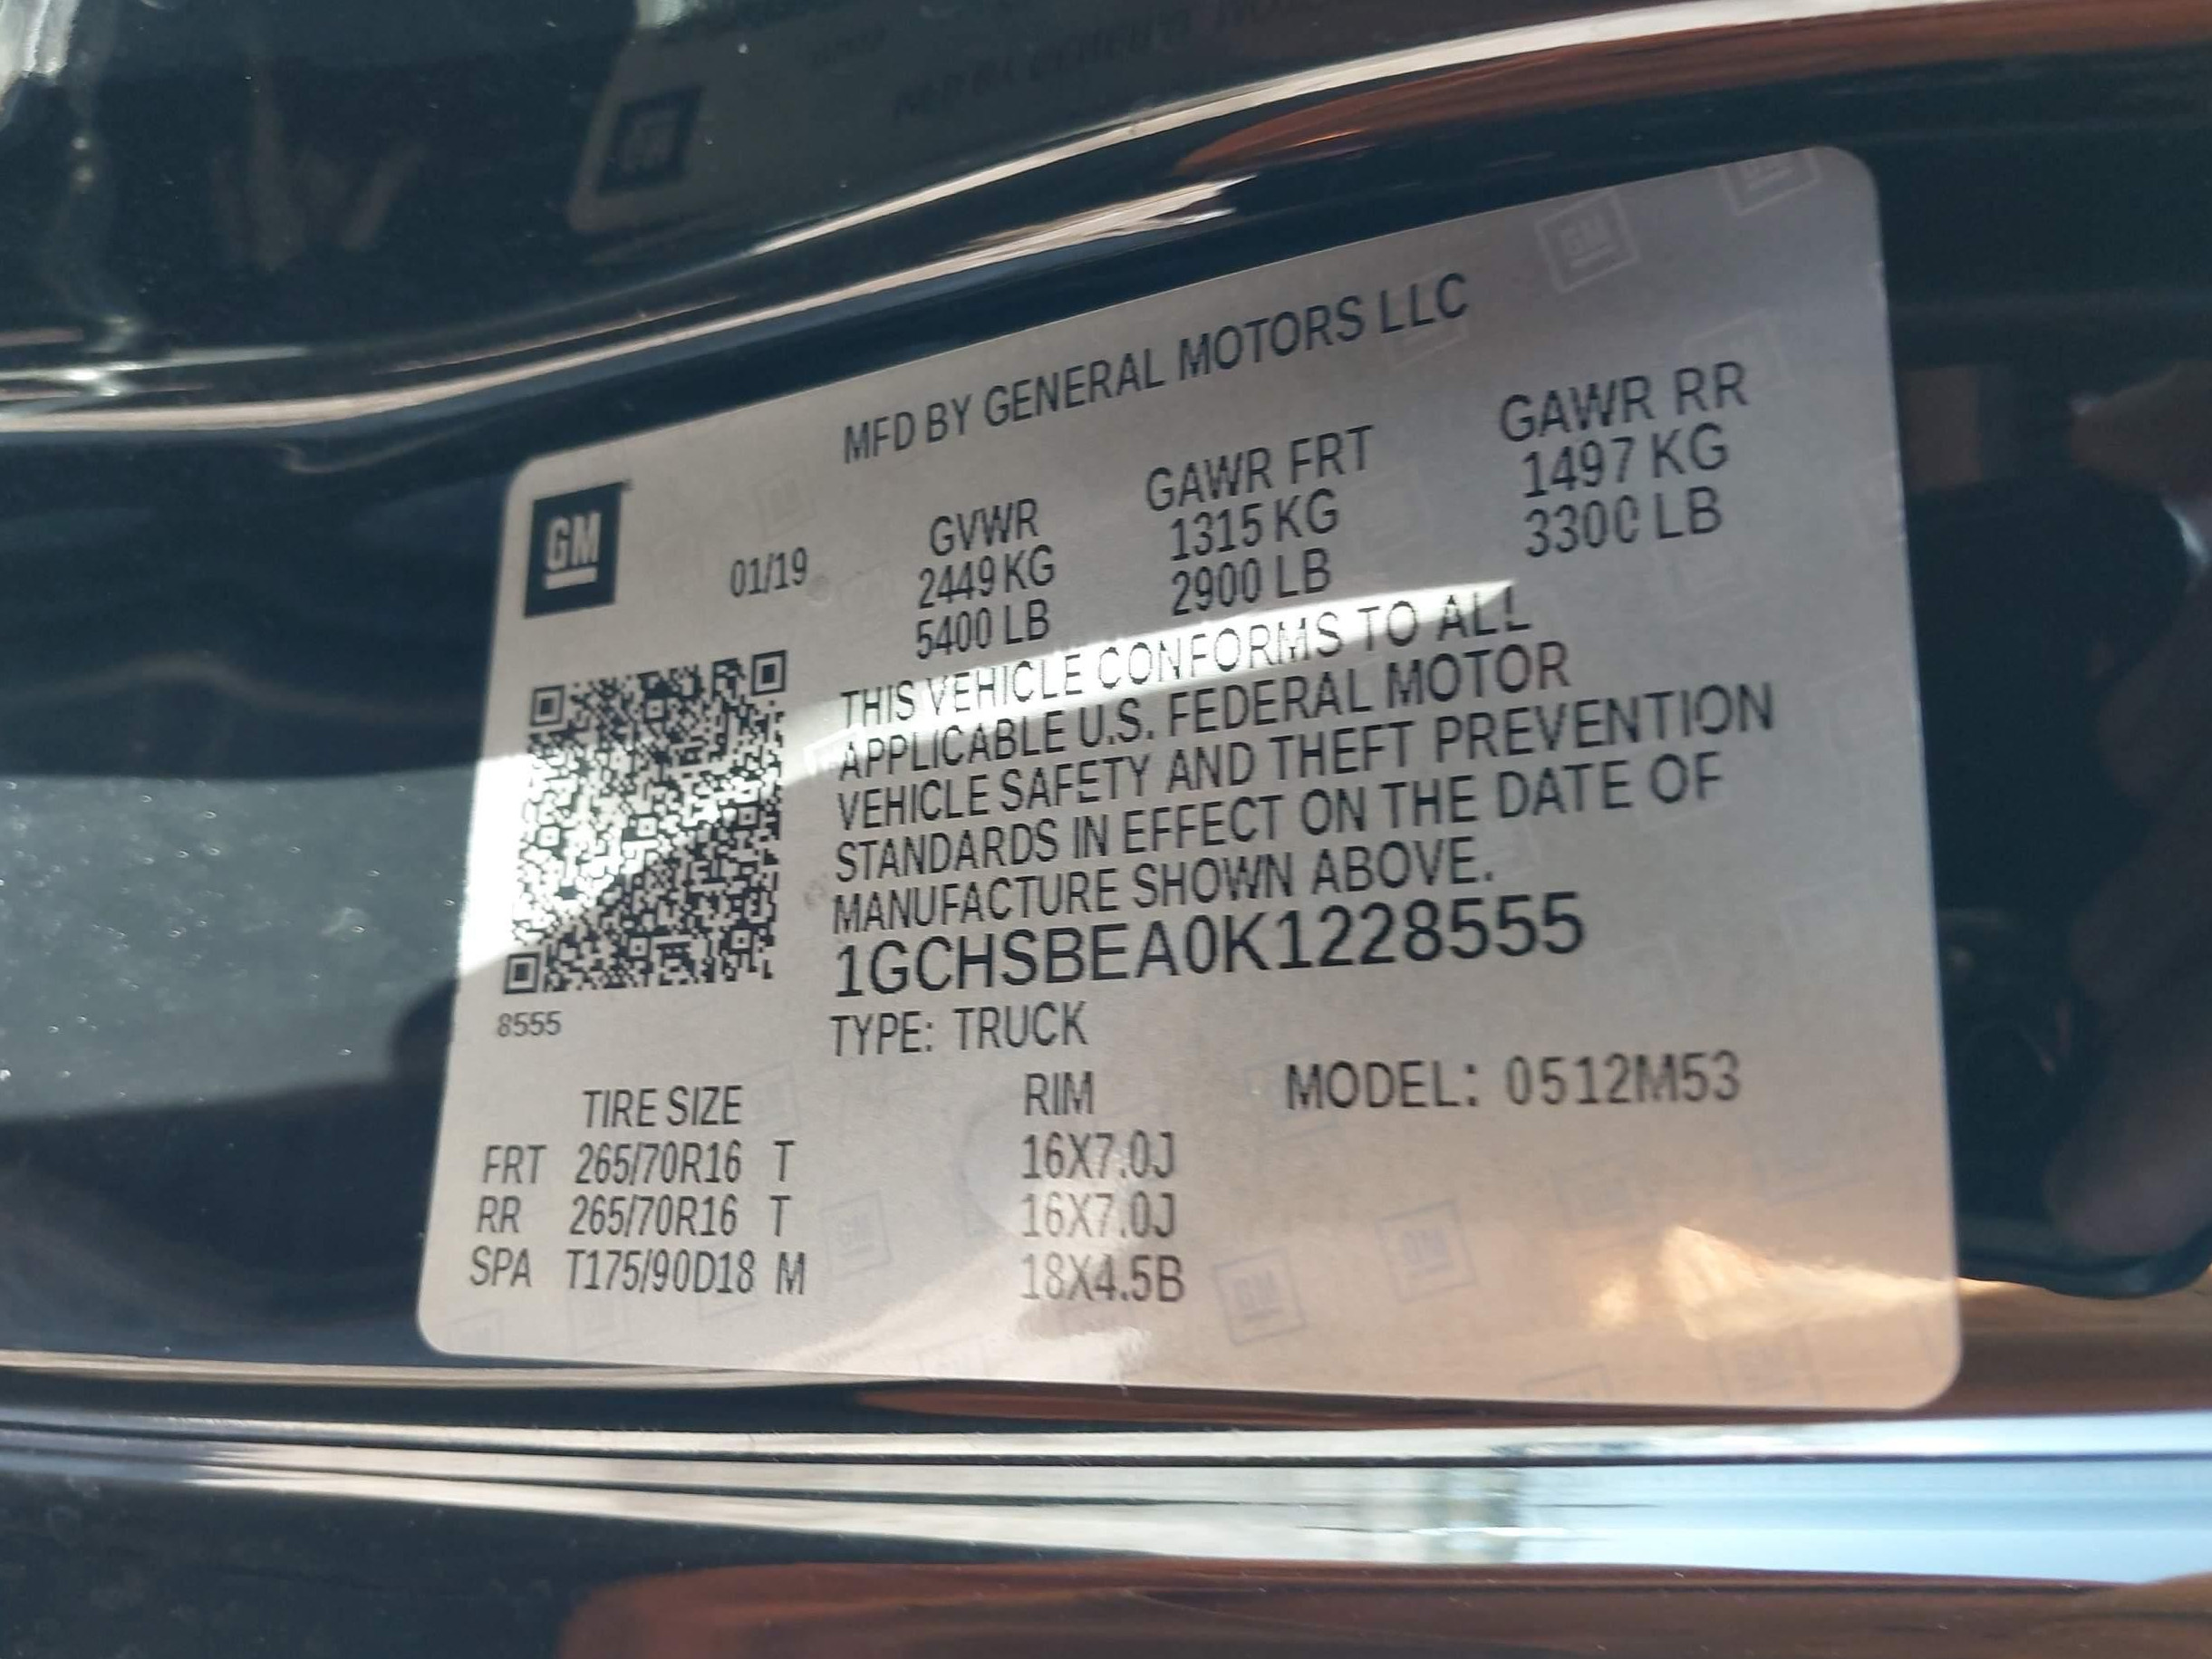 MFD BY GENERAL MOTORS LLC
GM
01/19
GVWR GAWR FRT GAWR RR
2449 KG 1315 KG 1497 KG
5400 LB 2900 LB 3300 LB
THIS VEHICLE CONFORMS TO ALL
APPLICABLE U.S. FEDERAL MOTOR
VEHICLE SAFETY AND THEFT PREVENTION
STANDARDS IN EFFECT ON THE DATE OF
MANUFACTURE SHOWN ABOVE.
1GCHSBEA0K1228555
8555
TYPE: TRUCK
TIRE SIZE RIM MODEL: 0512M53
FRT 265/70R16 T 16X7.0J
RR 265/70R16 T 16X7.0J
SPA T175/90D18 M 18X4.5B